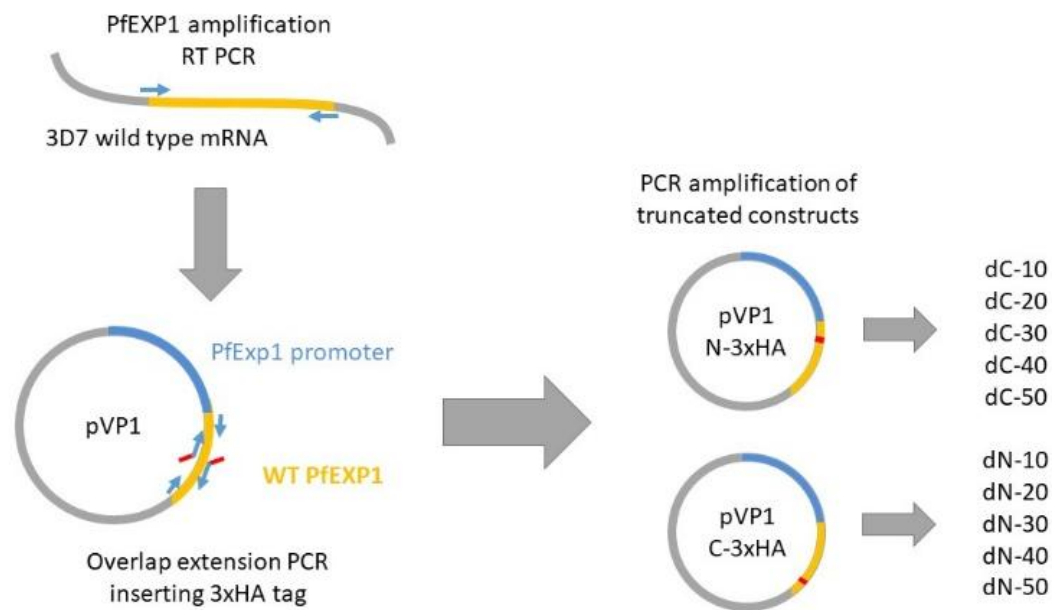 PfEXP1 amplification
RT PCR
3D7 wild type mRNA
pVP1
PfExp1 promoter
WT PfEXP1
Overlap extension PCR
inserting 3xHA tag
PCR amplification of
truncated constructs
pVP1
N-3xHA
dC-10
dC-20
dC-30
dC-40
dC-50
pVP1
C-3xHA
dN-10
dN-20
dN-30
dN-40
dN-50